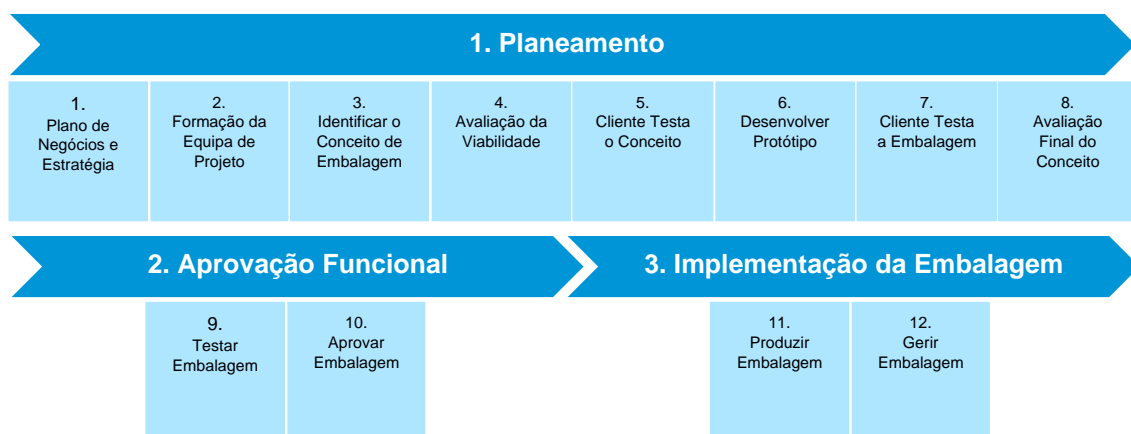 1. Planeamento
1.
Plano de
Negócios e
Estratégia
2.
Formação da
Equipa de
Projeto
3.
Identificar o
Conceito de
Embalagem
4.
Avaliação da
Viabilidade
5.
Cliente Testa
o Conceito
6.
Desenvolver
Protótipo
7.
Cliente Testa
a Embalagem
8.
Avaliação
Final do
Conceito
2. Aprovação Funcional
3. Implementação da Embalagem
9.
Testar
Embalagem
10.
Aprovar
Embalagem
11.
Produzir
Embalagem
12.
Gerir
Embalagem